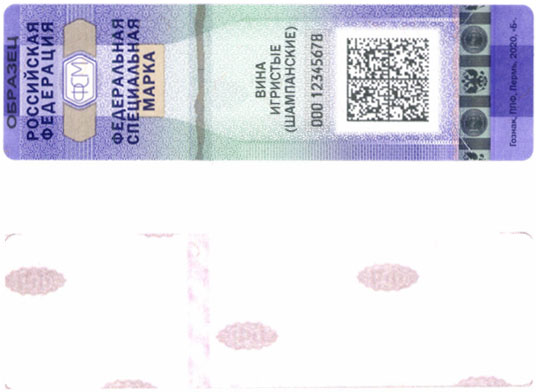 ОБРАЗЕЦ
РОССИЙСКАЯ
ФЕДЕРАЦИЯ
ФСМ
ФЕДЕРАЛЬНАЯ
СПЕЦИАЛЬНАЯ
МАРКА
ВИНА
ИГРИСТЫЕ
(ШАМПАНСКИЕ)
000 12345678
Гознак, ППФ, Пермь, 2020, «Б».